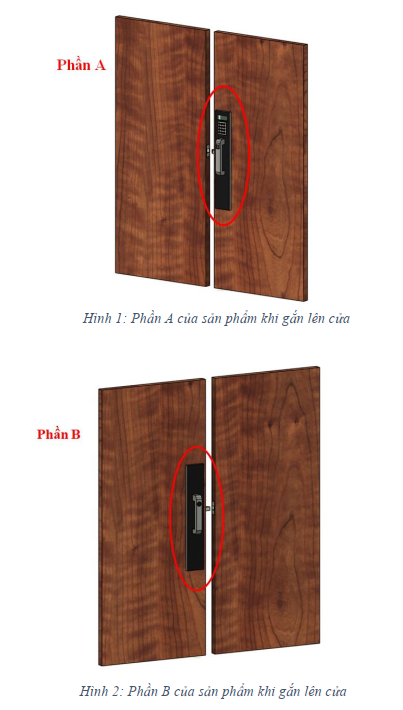 Phần A
Hình 1: Phần A của sản phẩm khi gắn lên cửa
Phần B
Hình 2: Phần B của sản phẩm khi gắn lên cửa